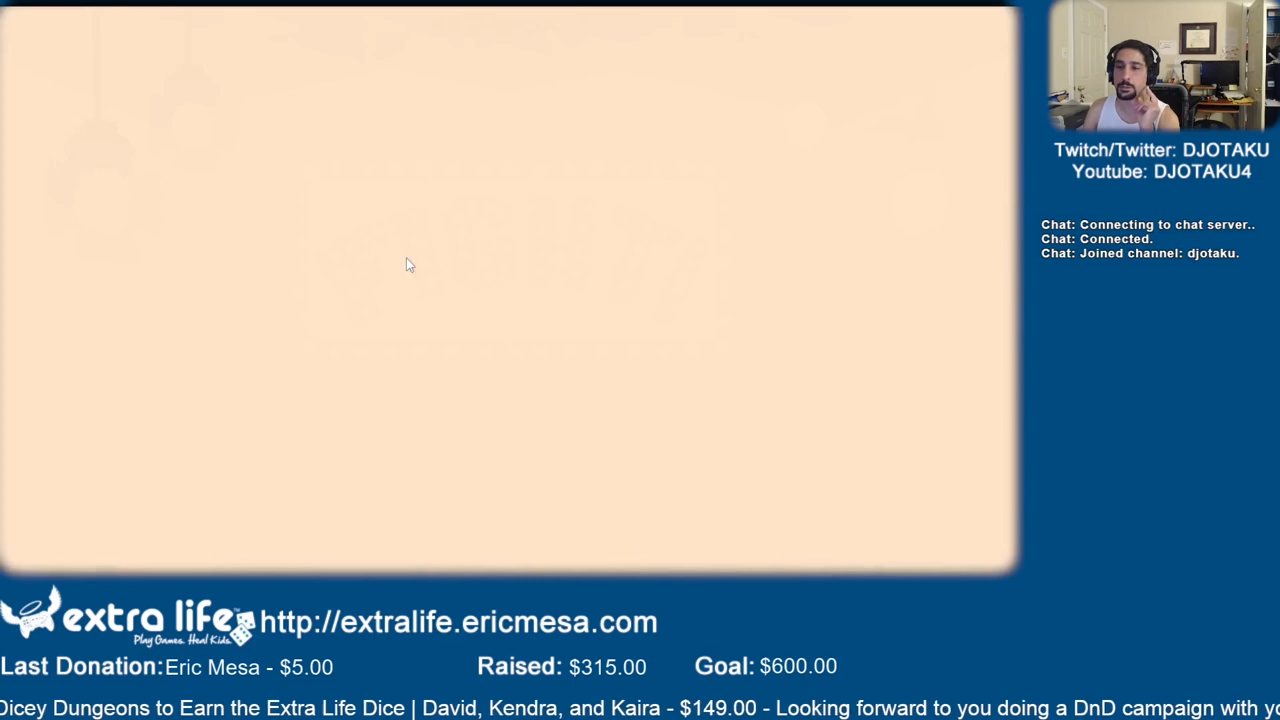 Twitch/Twitter: DJOTAKU
Youtube: DJOTAKU4
Chat: Connecting to chat server..
Chat: Connected.
Chat: Joined channel: djotaku.
extra life
Play Games. Heal Kids.
http://extralife.ericmesa.com
Last Donation: Eric Mesa - $5.00 Raised: $315.00 Goal: $600.00
Dicey Dungeons to Earn the Extra Life Dice | David, Kendra, and Kaira - $149.00 - Looking forward to you doing a DnD campaign with